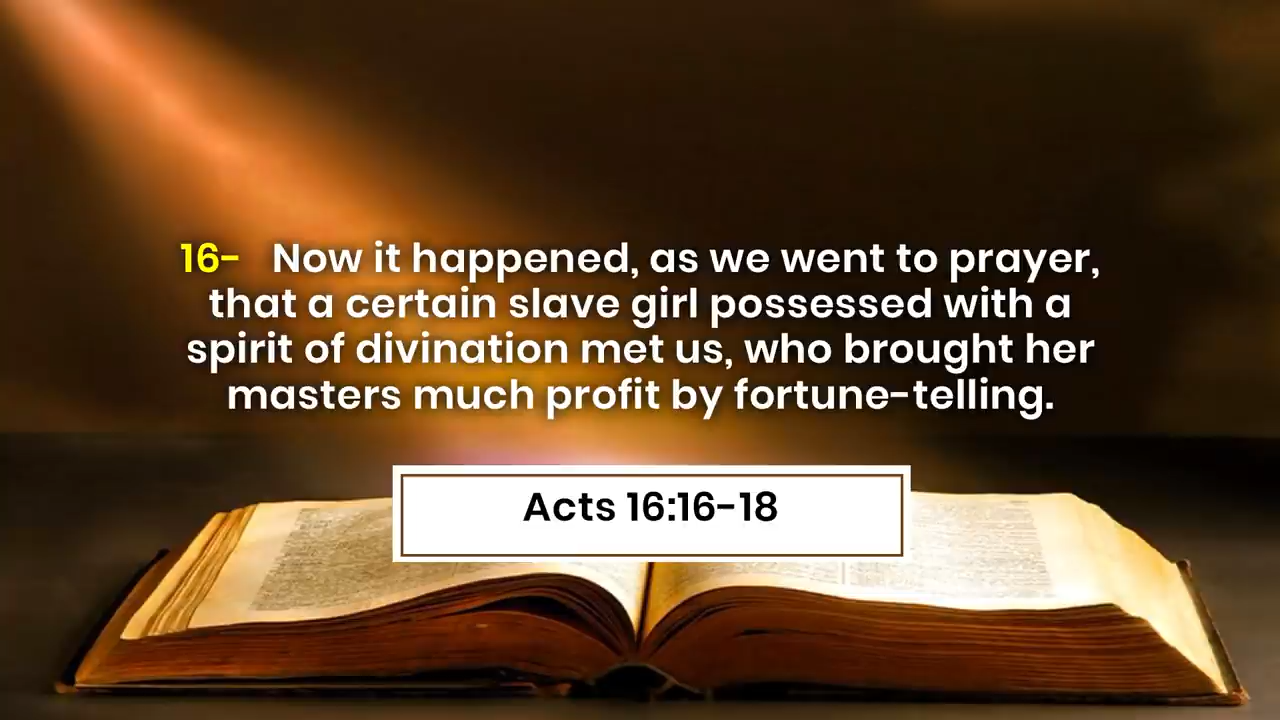 16- Now it happened, as we went to prayer,
that a certain slave girl possessed with a
spirit of divination met us, who brought her
masters much profit by fortune-telling.
Acts 16:16-18